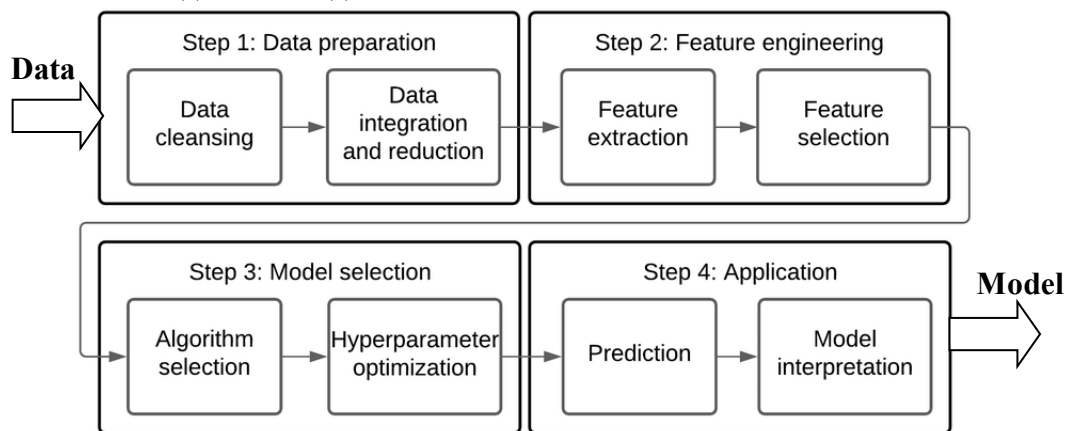 Step 1: Data preparation
Step 2: Feature engineering
Data
Data
cleansing
Data
integration
and reduction
Feature
extraction
Feature
selection
Step 3: Model selection
Step 4: Application
Model
Algorithm
selection
Hyperparameter
optimization
Prediction
Model
interpretation